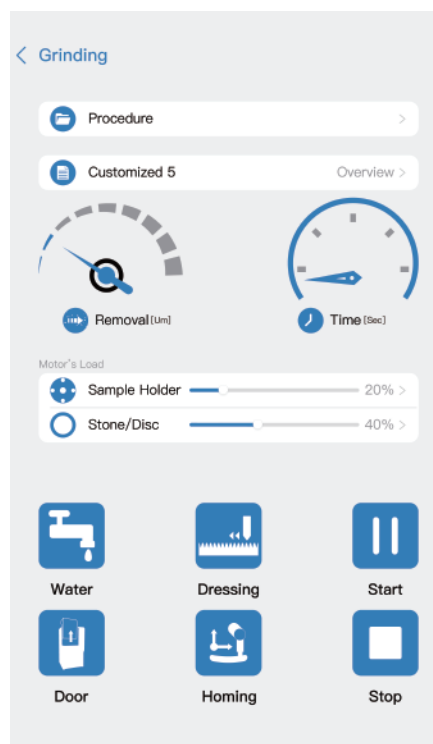 Grinding
Procedure
Customized 5 Overview
Removal [Um]
Time [Sec]
Motor's Load
Sample Holder 20%
Stone/Disc 40%
Water Dressing Start
Door Homing Stop